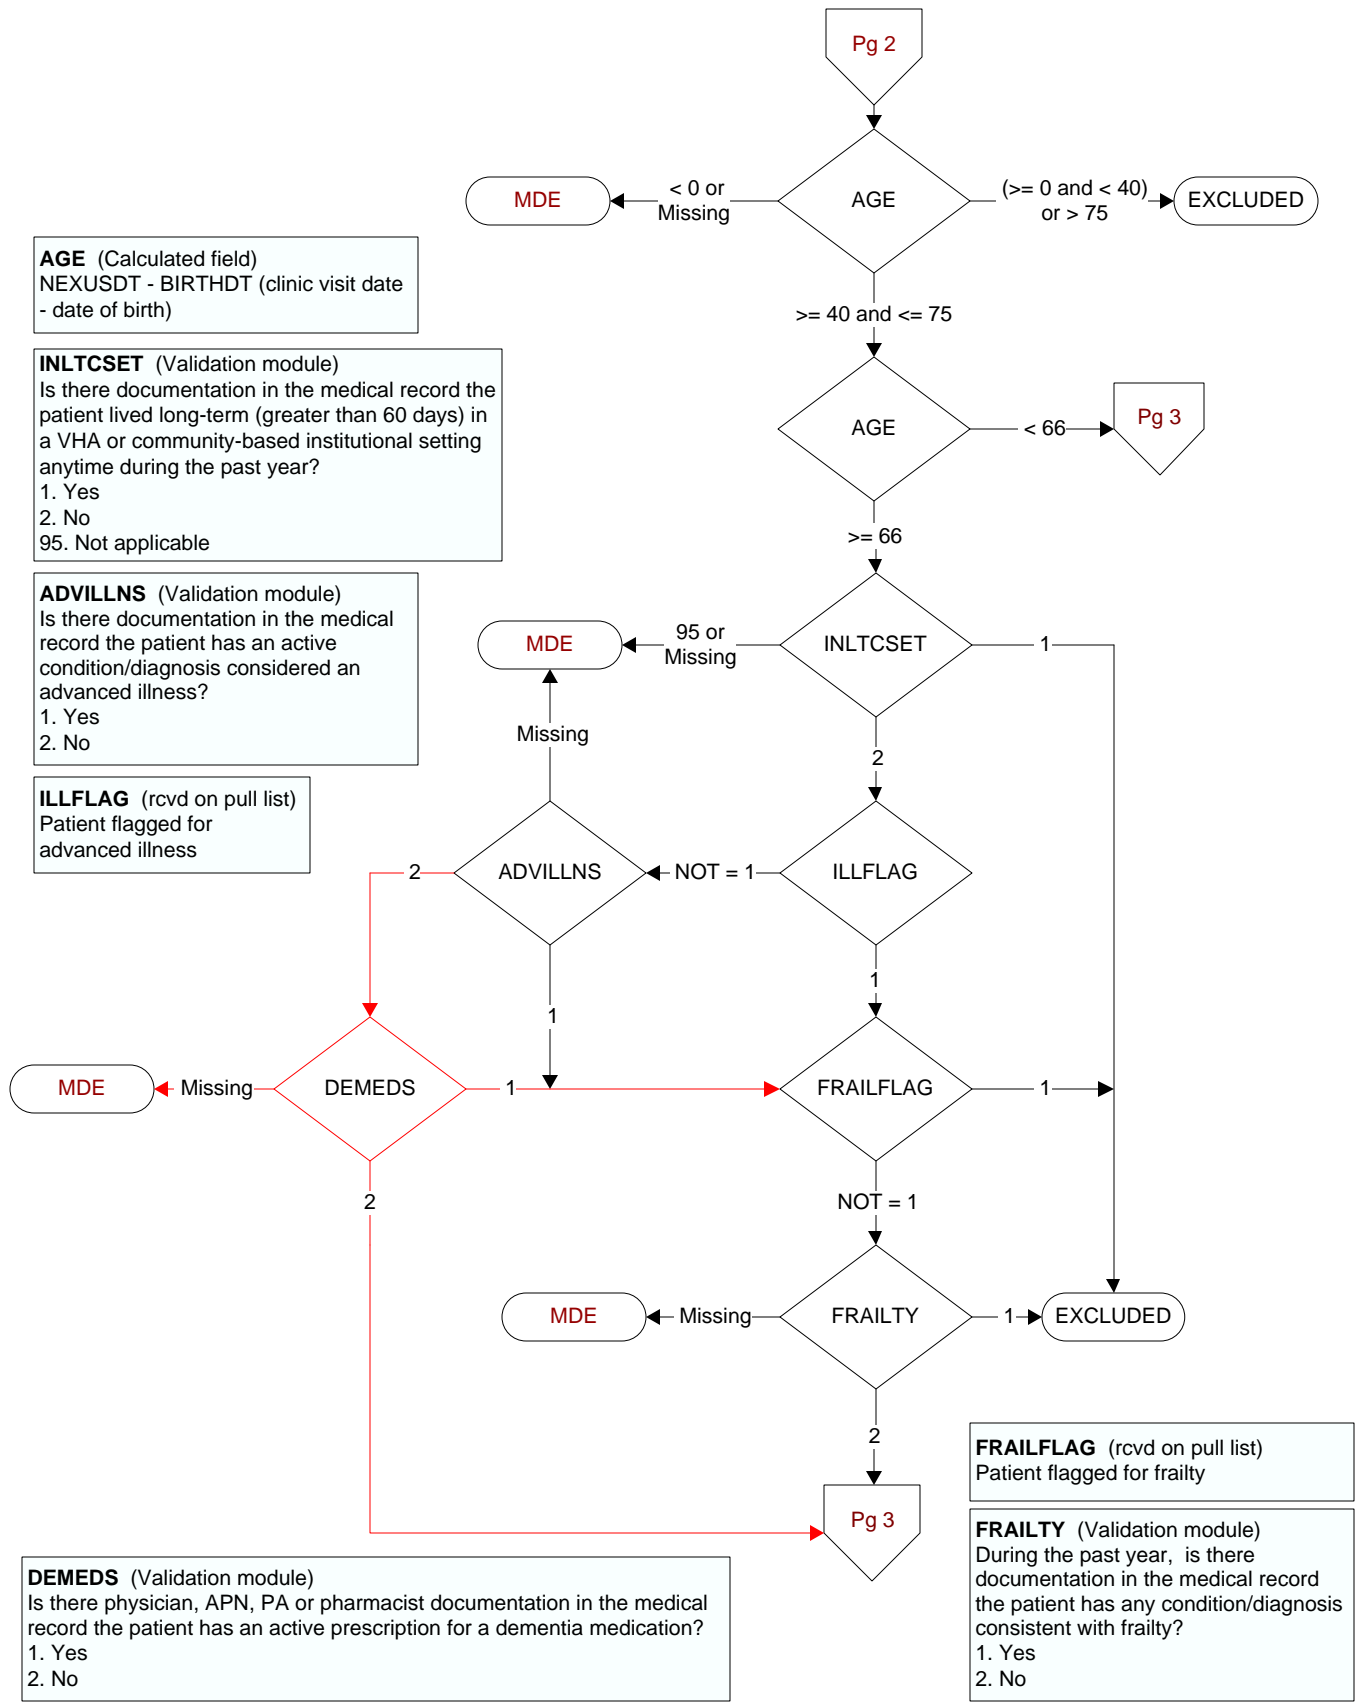 Pg 2
AGE
< 0 or
Missing
MDE
(>= 0 and < 40)
or > 75
EXCLUDED
AGE (Calculated field)
NEXUSDT - BIRTHDT (clinic visit date
- date of birth)
>= 40 and <= 75
INLTCSET (Validation module)
Is there documentation in the medical record the
patient lived long-term (greater than 60 days) in
a VHA or community-based institutional setting
anytime during the past year?
1. Yes
2. No
95. Not applicable
AGE
< 66
Pg 3
>= 66
ADVILLNS (Validation module)
Is there documentation in the medical
record the patient has an active
condition/diagnosis considered an
advanced illness?
1. Yes
2. No
INLTCSET
95 or
Missing
MDE
1
Missing
2
ILLFLAG (rcvd on pull list)
Patient flagged for
advanced illness
2
ADVILLNS
NOT = 1
ILLFLAG
1
1
MDE
Missing
DEMEDS
1
FRAILFLAG
1
2
NOT = 1
MDE
Missing
FRAILTY
1
EXCLUDED
2
Pg 3
FRAILFLAG (rcvd on pull list)
Patient flagged for frailty
FRAILTY (Validation module)
During the past year, is there
documentation in the medical record
the patient has any condition/diagnosis
consistent with frailty?
1. Yes
2. No
DEMEDS (Validation module)
Is there physician, APN, PA or pharmacist documentation in the medical
record the patient has an active prescription for a dementia medication?
1. Yes
2. No